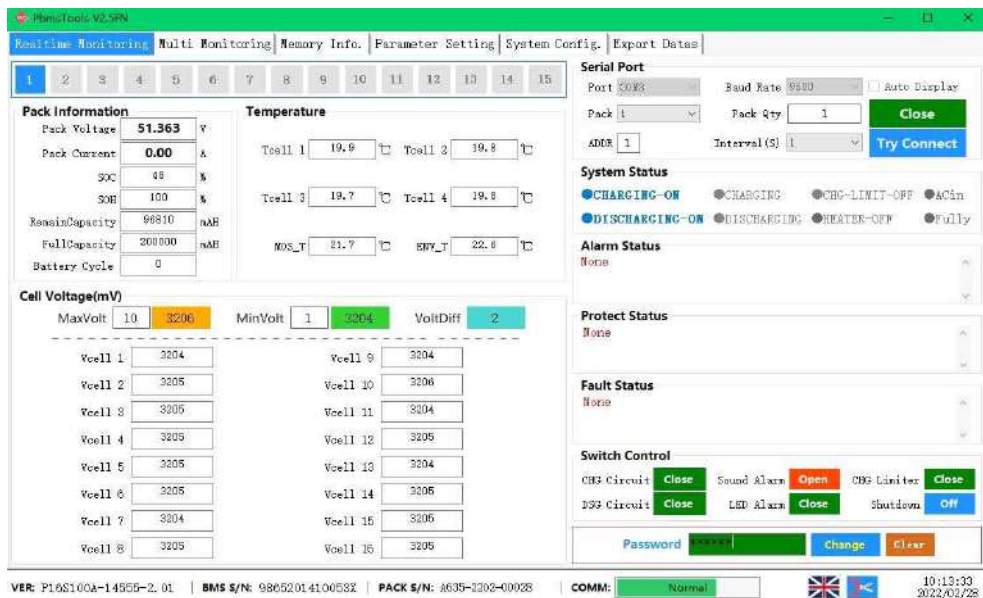 PbmsTools V2.5FN
Realtime Monitoring Multi Monitoring Memory Info. Parameter Setting System Config. Export Datas
1 2 3 4 5 6 7 8 9 10 11 12 13 14 15
Pack Information
Pack Voltage 51.363 V
Pack Current 0.00 A
SOC 48 %
SOH 100 %
RemainCapacity 96810 mAH
FullCapacity 200000 mAH
Battery Cycle 0
Temperature
Tcell 1 19.9 ℃ Tcell 2 19.8 ℃
Tcell 3 19.7 ℃ Tcell 4 19.8 ℃
MOS_T 21.7 ℃ ENV_T 22.8 ℃
Cell Voltage(mV)
MaxVolt 10 3206 MinVolt 1 3204 VoltDiff 2
Vcell 1 3204 Vcell 9 3204
Vcell 2 3205 Vcell 10 3206
Vcell 3 3205 Vcell 11 3204
Vcell 4 3205 Vcell 12 3205
Vcell 5 3205 Vcell 13 3204
Vcell 6 3205 Vcell 14 3205
Vcell 7 3204 Vcell 15 3205
Vcell 8 3205 Vcell 16 3205
Serial Port
Port COM3 Baud Rate 9600 Auto Display
Pack 1 Pack Qty 1 Close
ADDR 1 Interval(S) 1 Try Connect
System Status
CHARGING-ON CHARGING CHG-LIMIT-OFF ACin
DISCHARGING-ON DISCHARGING HEATER-OFF Fully
Alarm Status
None
Protect Status
None
Fault Status
None
Switch Control
CHG Circuit Close Sound Alarm Open CHG Limiter Close
DSG Circuit Close LED Alarm Close Shutdown Off
Password ****** Change Clear
VER: P16S100A-14555-2.01 BMS S/N: PACK S/N: A635-2202-00028 COMM: Normal
10:13:33
2022/02/28